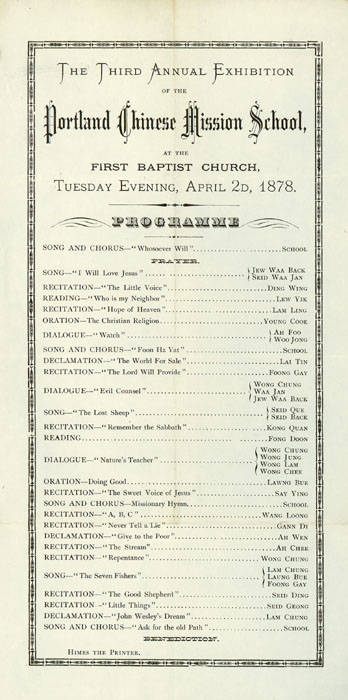 The Third Annual Exhibition
OF THE
Portland Chinese Mission School,
AT THE
FIRST BAPTIST CHURCH,
Tuesday Evening, April 2d, 1878.
PROGRAMME
SONG AND CHORUS—"Whosoever Will" School
PRAYER.
SONG—"I Will Love Jesus" { Jew Waa Back
{ Seid Waa Jan
RECITATION—"The Little Voice" Ding Wing
READING—"Who is my Neighbor" Lew Yik
RECITATION—"Hope of Heaven" Lam Ling
ORATION—The Christian Religion Young Cook
DIALOGUE—"Watch" { Ah Foo
{ Woo Jong
SONG AND CHORUS—"Foon Ha Yat" School
DECLAMATION—"The World For Sale" Lai Tin
RECITATION—"The Lord Will Provide" Foong Gay
DIALOGUE—"Evil Counsel" { Wong Chung
{ Waa Jan
{ Jew Waa Back
SONG—"The Lost Sheep" { Seid Que
{ Seid Back
RECITATION—"Remember the Sabbath" Kong Quan
READING Fong Doon
DIALOGUE—"Nature's Teacher" { Wong Chung
{ Wong Jung
{ Wong Lam
{ Wong Chee
ORATION—Doing Good Lawng Bue
RECITATION—"The Sweet Voice of Jesus" Say Ying
SONG AND CHORUS—Missionary Hymn School
RECITATION—"A, B, C" Wang Loong
RECITATION—"Never Tell a Lie" Gann Di
DECLAMATION—"Give to the Poor" Ah Wen
RECITATION—"The Stream" Ah Chee
RECITATION—"Repentance" Wong Chung
SONG—"The Seven Fishers" { Lam Chung
{ Laung Bue
{ Foong Gay
RECITATION—"The Good Shepherd" Seid Ding
RECITATION—"Little Things" Seid Geong
DECLAMATION—"John Wesley's Dream" Lam Chung
SONG AND CHORUS—"Ask for the old Path" School
BENEDICTION.
Himes the Printer.